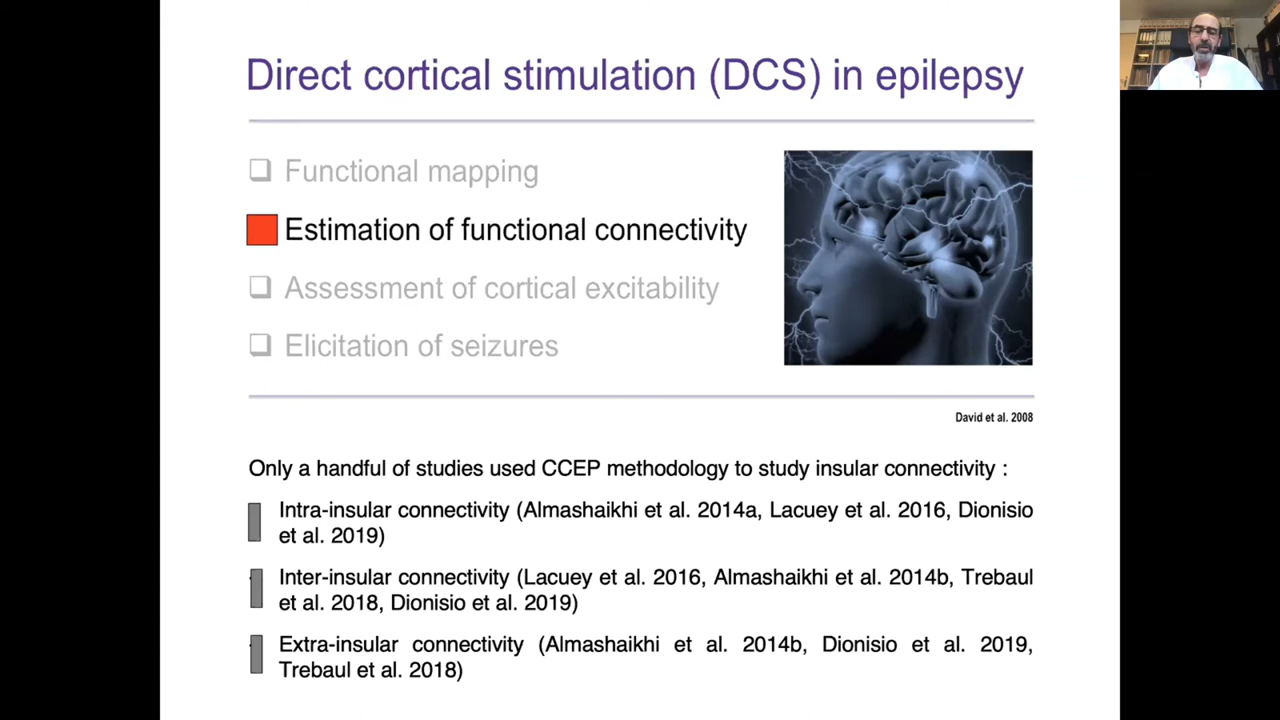 Direct cortical stimulation (DCS) in epilepsy
Functional mapping
Estimation of functional connectivity
Assessment of cortical excitability
Elicitation of seizures
David et al. 2008
Only a handful of studies used CCEP methodology to study insular connectivity :
Intra-insular connectivity (Almashaikhi et al. 2014a, Lacuey et al. 2016, Dionisio
et al. 2019)
Inter-insular connectivity (Lacuey et al. 2016, Almashaikhi et al. 2014b, Trebaul
et al. 2018, Dionisio et al. 2019)
Extra-insular connectivity (Almashaikhi et al. 2014b, Dionisio et al. 2019,
Trebaul et al. 2018)